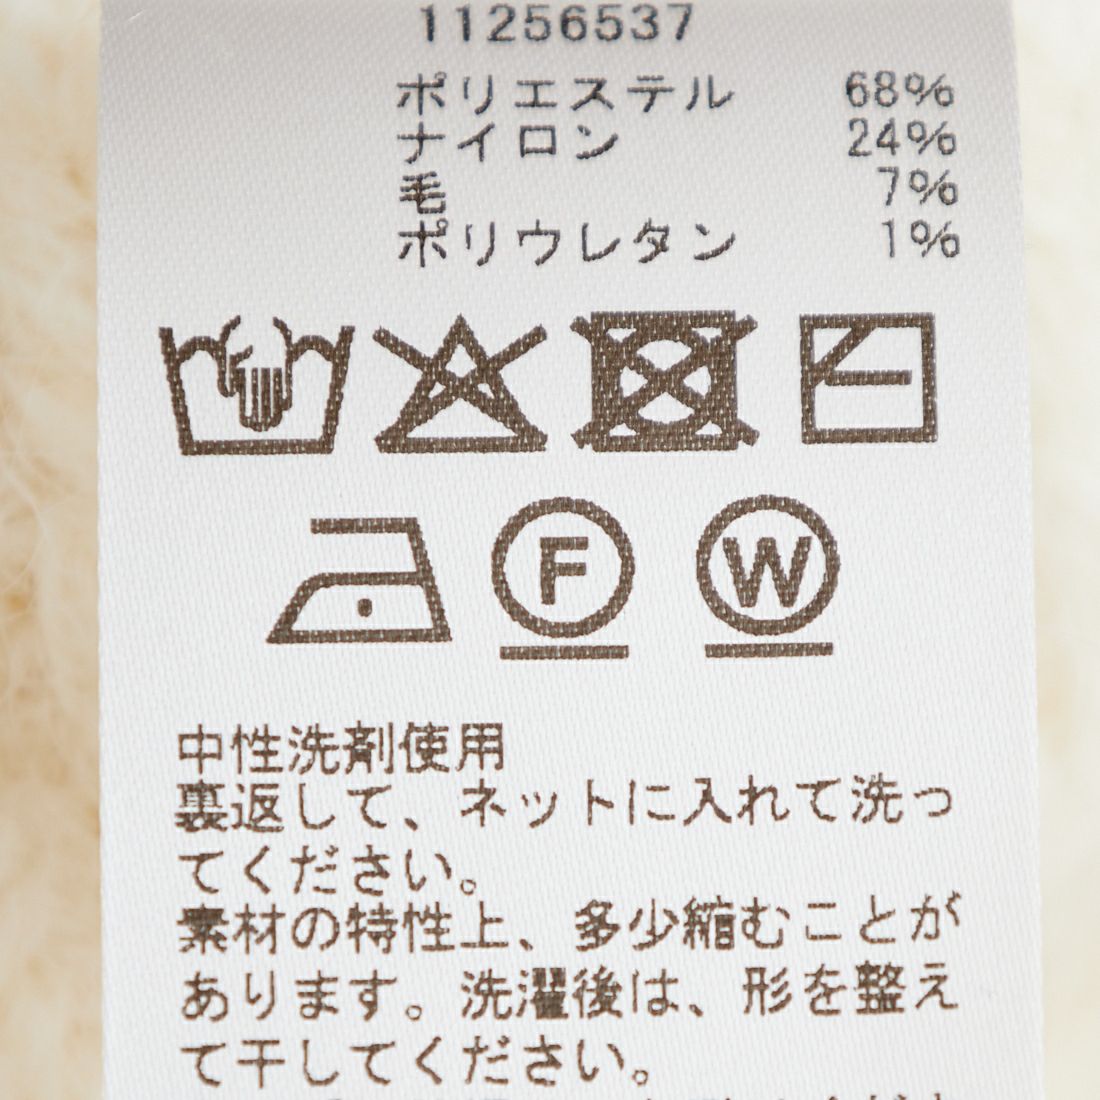 11256537
ポリエステル 68%
ナイロン 24%
毛 7%
ポリウレタン 1%
F W
中性洗剤使用
裏返して、ネットに入れて洗っ
てください。
素材の特性上、多少縮むことが
あります。洗濯後は、形を整え
て干してください。